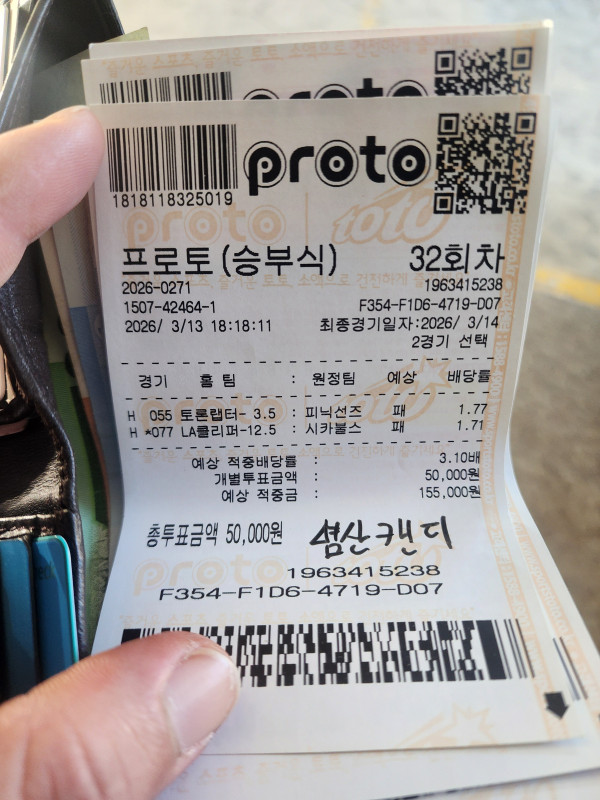 proto
1818118325019
프로토 (승부식) 32회차
2026-0271 1963415238
1507-42464-1 F354-F1D6-4719-D07
2026/ 3/13 18:18:11 최종경기일자:2026/ 3/14
2경기 선택
경기 홈 팀 : 원정팀 예상 배당률
H 055 토론랩터- 3.5 : 피닉선즈 패 1.77
H *077 LA클리퍼-12.5 : 시카불스 패 1.71
예상 적중배당률 : 3.10배
개별투표금액 : 50,000원
예상 적중금 : 155,000원
총투표금액 50,000원
1963415238
F354-F1D6-4719-D07